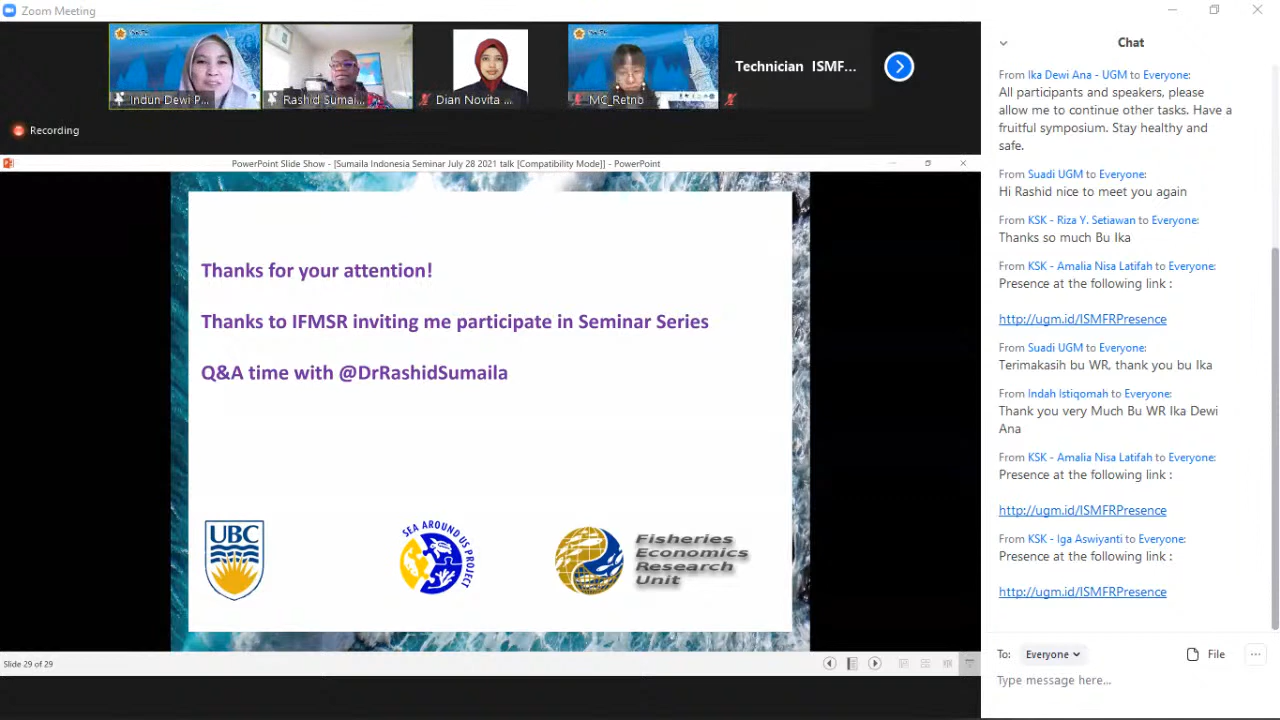 Zoom Meeting
Indun Dewi P...
Rashid Sumai...
Dian Novita ...
MC_Retno
Technician ISMF...
Recording
PowerPoint Slide Show - [Sumaila Indonesia Seminar July 28 2021 talk [Compatibility Mode]] - PowerPoint
Thanks for your attention!
Thanks to IFMSR inviting me participate in Seminar Series
Q&A time with @DrRashidSumaila
UBC
SEA AROUND US PROJECT
Fisheries
Economics
Research
Unit
Slide 29 of 29
Chat
From Ika Dewi Ana - UGM to Everyone:
All participants and speakers, please
allow me to continue other tasks. Have a
fruitful symposium. Stay healthy and
safe.
From Suadi UGM to Everyone:
Hi Rashid nice to meet you again
From KSK - Riza Y. Setiawan to Everyone:
Thanks so much Bu Ika
From KSK - Amalia Nisa Latifah to Everyone:
Presence at the following link :
http://ugm.id/ISMFRPresence
From Suadi UGM to Everyone:
Terimakasih bu WR, thank you bu Ika
From Indah Istiqomah to Everyone:
Thank you very Much Bu WR Ika Dewi
Ana
From KSK - Amalia Nisa Latifah to Everyone:
Presence at the following link :
http://ugm.id/ISMFRPresence
From KSK - Iga Aswiyanti to Everyone:
Presence at the following link :
http://ugm.id/ISMFRPresence
To: Everyone
File
Type message here...